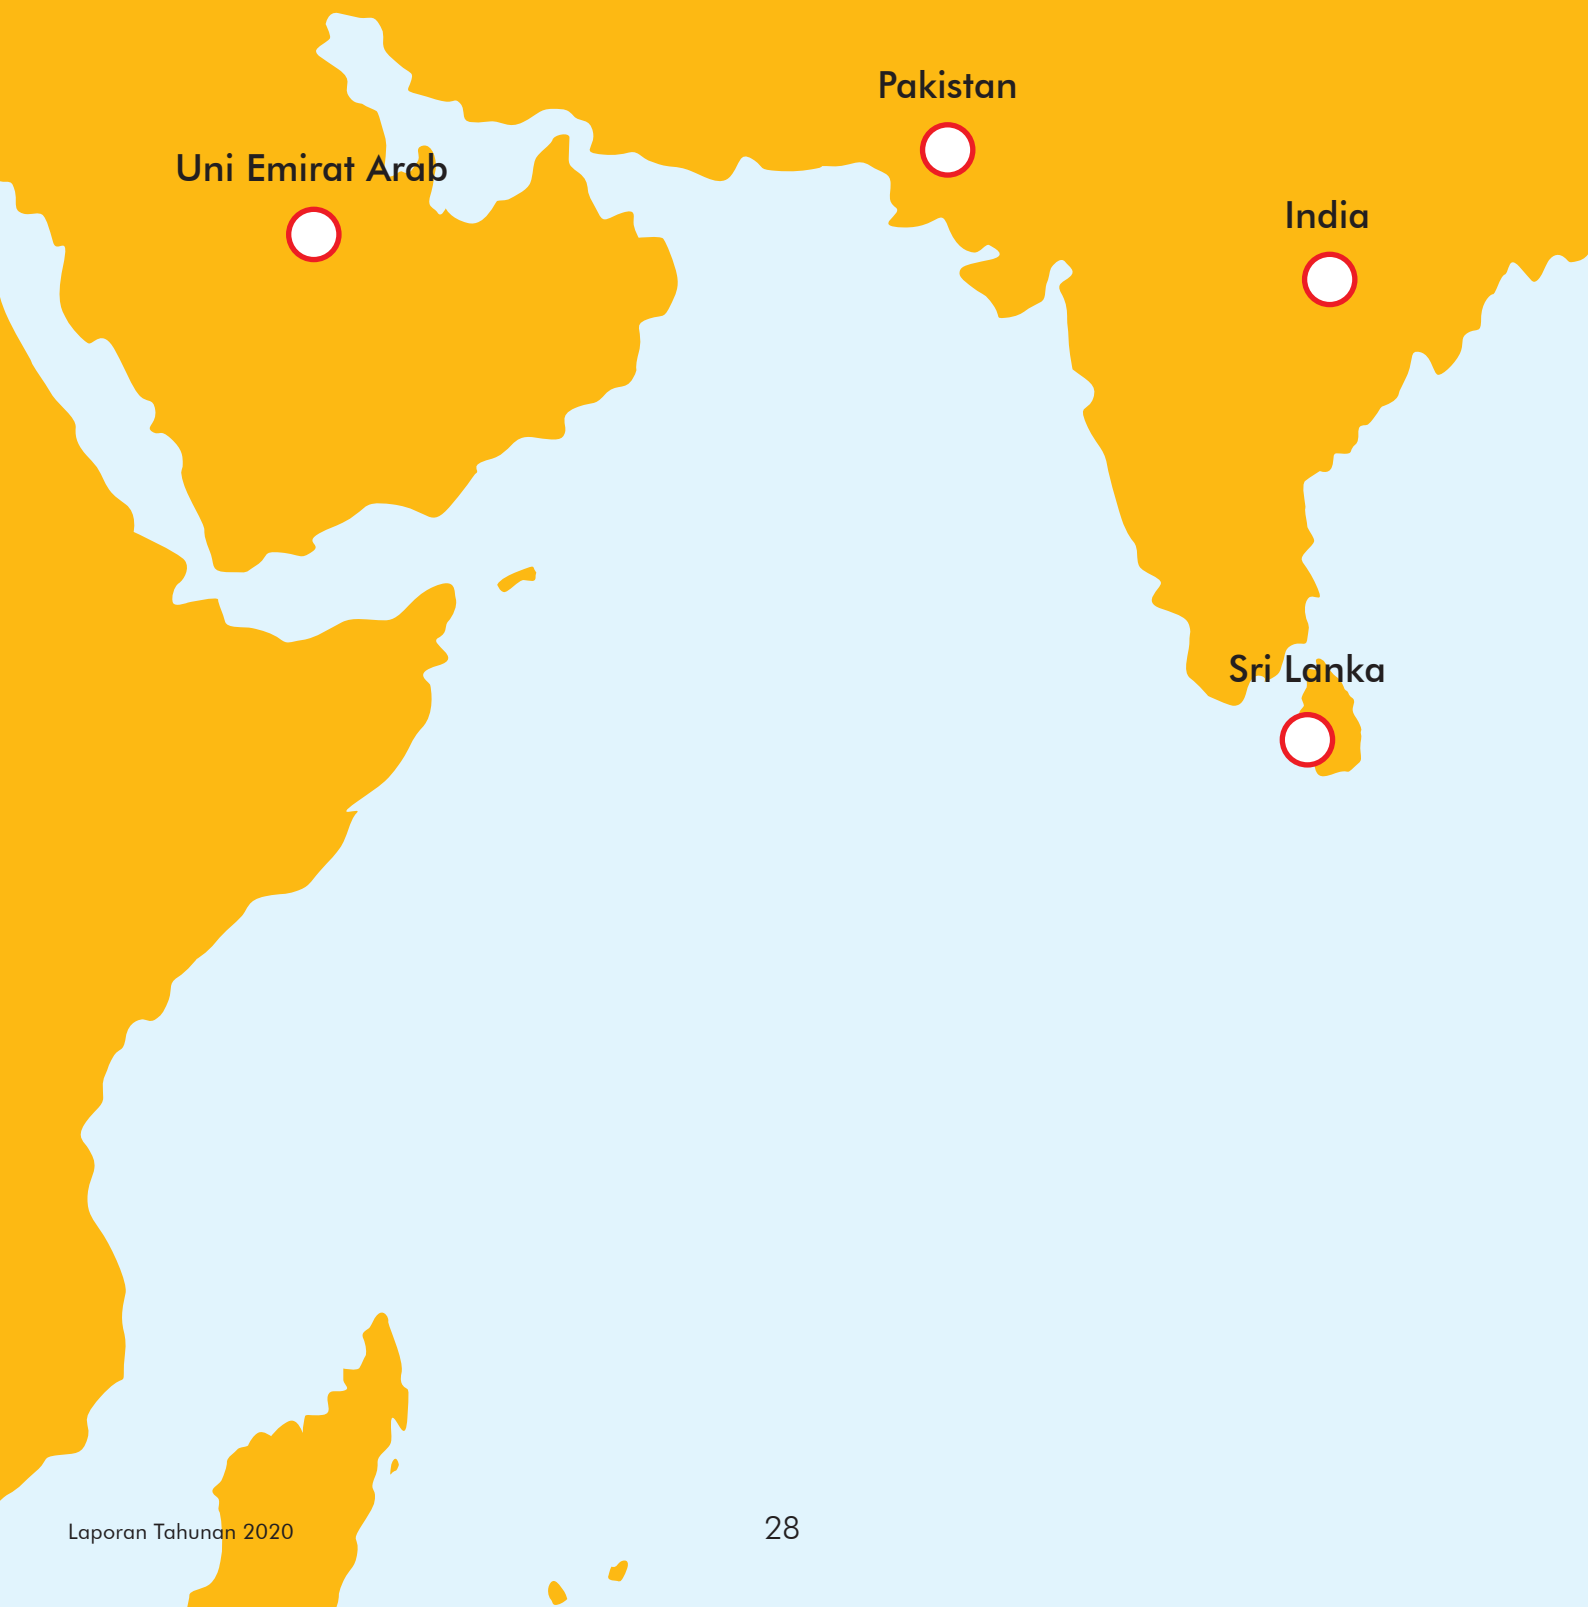 Pakistan
Uni Emirat Arab
India
Sri Lanka
Laporan Tahunan 2020
28